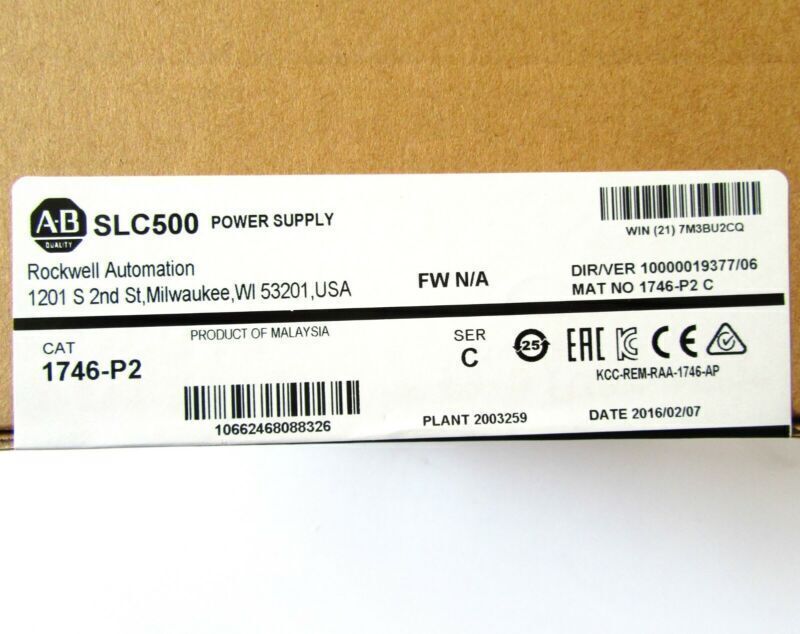 A·B
QUALITY
SLC500 POWER SUPPLY
WIN (21) 7M3BU2CQ
Rockwell Automation
1201 S 2nd St,Milwaukee,WI 53201,USA
FW N/A
DIR/VER 10000019377/06
MAT NO 1746-P2 C
CAT
1746-P2
PRODUCT OF MALAYSIA
10662468088326
SER
C
25
EAC
CE
KCC-REM-RAA-1746-AP
PLANT 2003259
DATE 2016/02/07